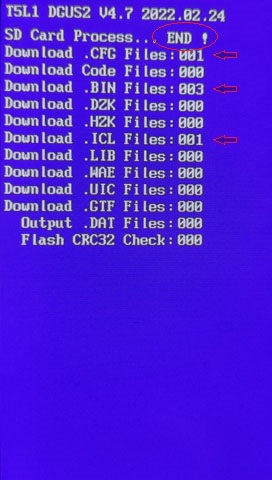 T5L1 DGUS2 V4.7 2022.02.24
SD Card Process... END !
Download .CFG Files:001
Download Code Files:000
Download .BIN Files:003
Download .DZK Files:000
Download .HZK Files:000
Download .ICL Files:001
Download .LIB Files:000
Download .WAE Files:000
Download .UIC Files:000
Download .GTF Files:000
Output .DAT Files:000
Flash CRC32 Check:000